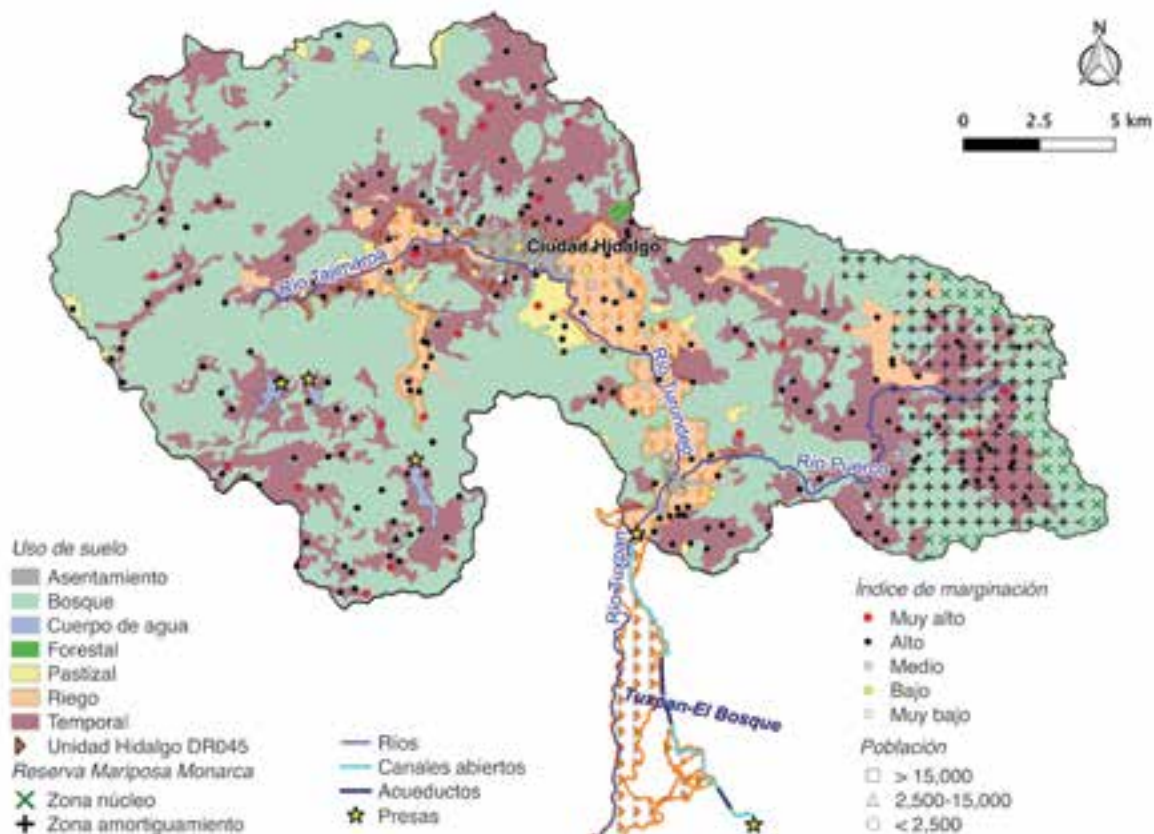 N
0 2.5 5 km
Ciudad Hidalgo
Río Tajimaroa
Río Turundeo
Río Puerco
Río Tuxpan
Tuxpan-El Bosque
Uso de suelo
Asentamiento
Bosque
Cuerpo de agua
Forestal
Pastizal
Riego
Temporal
Unidad Hidalgo DR045
Reserva Mariposa Monarca
Zona núcleo
Zona amortiguamiento
Ríos
Canales abiertos
Acueductos
Presas
Índice de marginación
Muy alto
Alto
Medio
Bajo
Muy bajo
Población
> 15,000
2,500-15,000
< 2,500